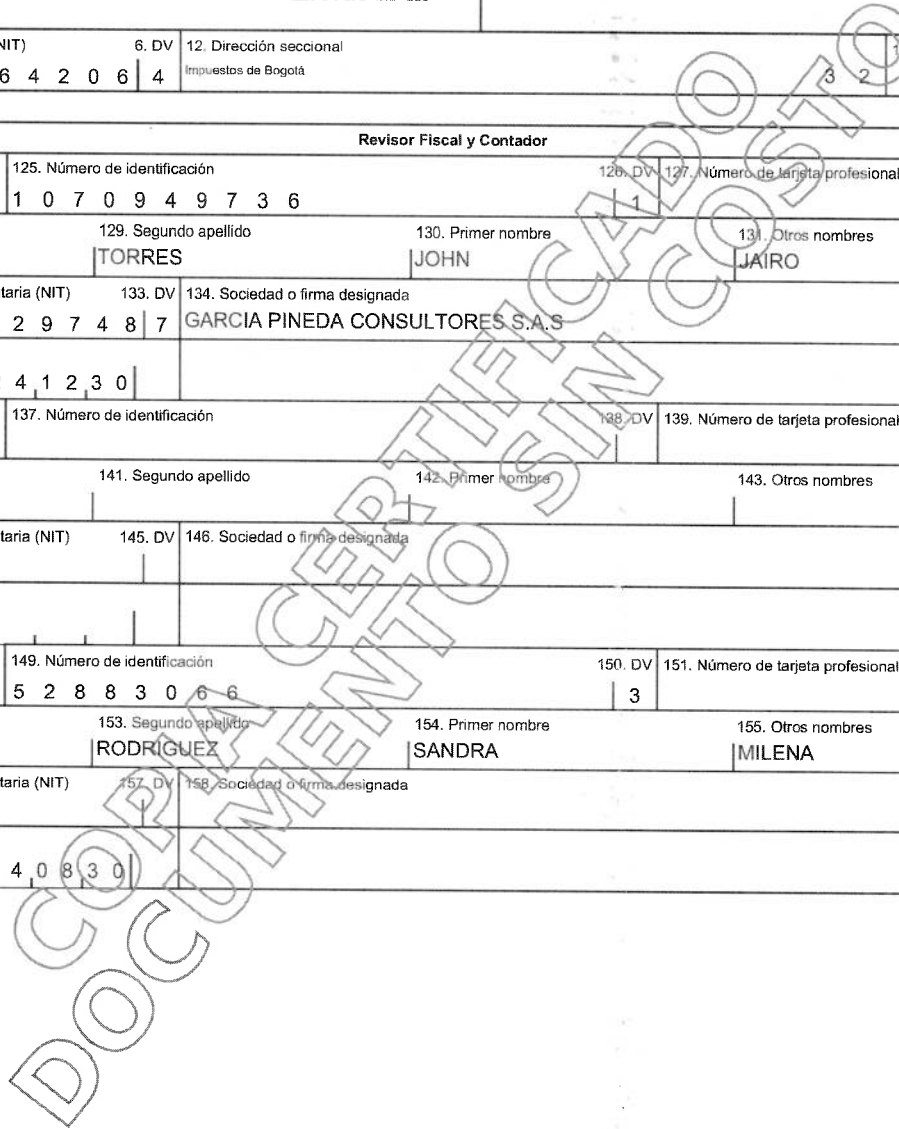 NIT) 6. DV 12. Dirección seccional
6 4 2 0 6 4 Impuestos de Bogotá 3 2
Revisor Fiscal y Contador
125. Número de identificación 126. DV 127. Número de tarjeta profesional
1 0 7 0 9 4 9 7 3 6 1
129. Segundo apellido 130. Primer nombre 131. Otros nombres
TORRES JOHN JAIRO
taria (NIT) 133. DV 134. Sociedad o firma designada
2 9 7 4 8 7 GARCIA PINEDA CONSULTORES S.A.S
4 1 2 3 0
137. Número de identificación 138. DV 139. Número de tarjeta profesional
141. Segundo apellido 142. Primer nombre 143. Otros nombres
taria (NIT) 145. DV 146. Sociedad o firma designada
149. Número de identificación 150. DV 151. Número de tarjeta profesional
5 2 8 8 3 0 6 6 3
153. Segundo apellido 154. Primer nombre 155. Otros nombres
RODRIGUEZ SANDRA MILENA
taria (NIT) 157. DV 158. Sociedad o firma designada
4 0 8 3 0
COPIA CERTIFICADO
DOCUMENTO SIN COSTO